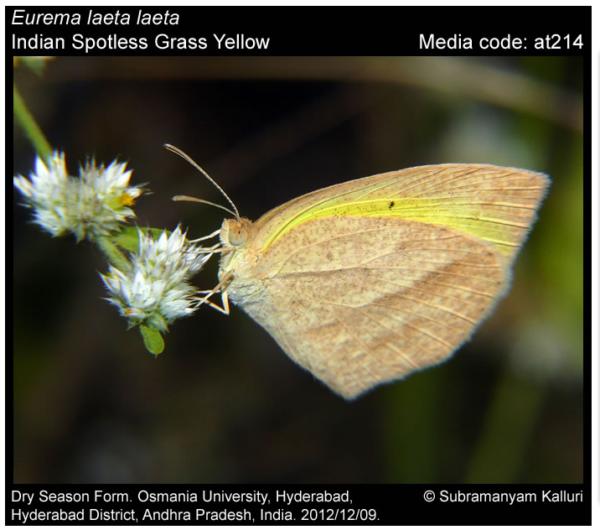 Eurema laeta laeta
Indian Spotless Grass Yellow Media code: at214
Dry Season Form. Osmania University, Hyderabad, © Subramanyam Kalluri
Hyderabad District, Andhra Pradesh, India. 2012/12/09.